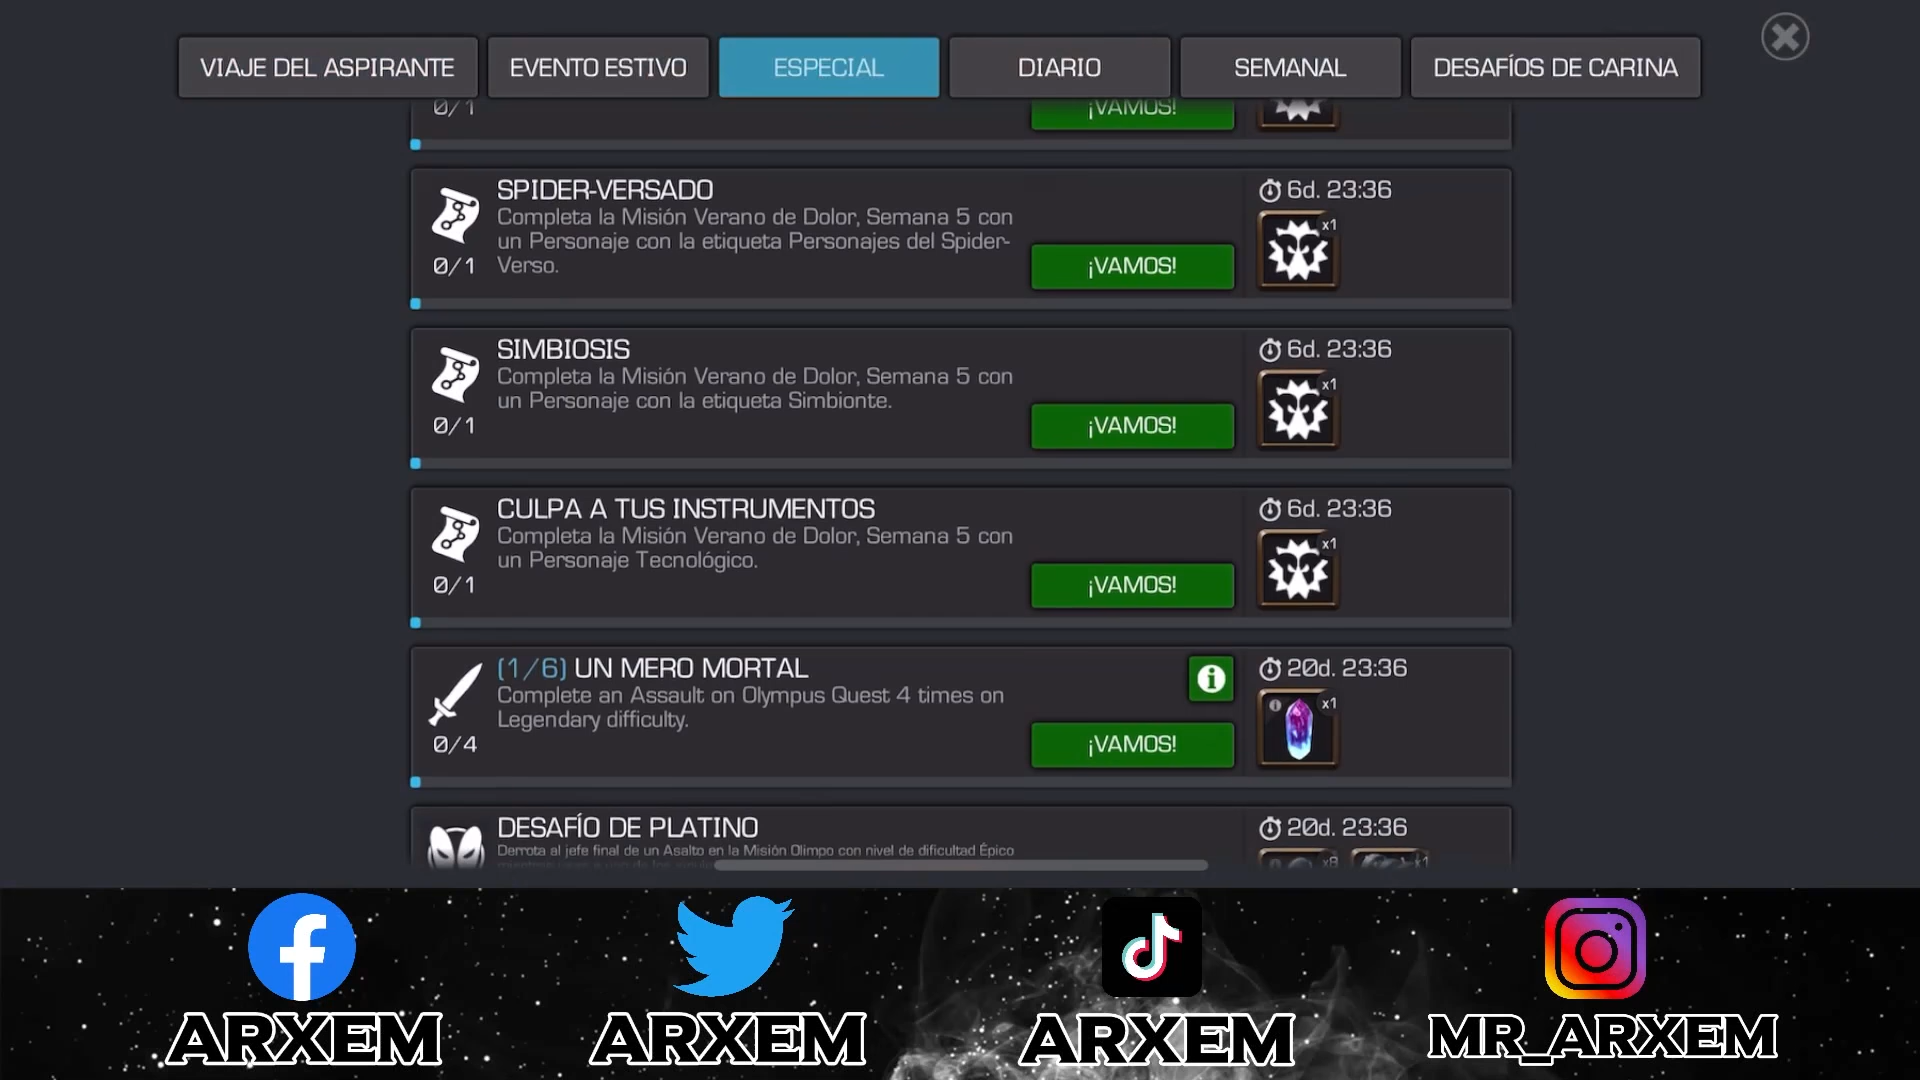 VIAJE DEL ASPIRANTE
EVENTO ESTIVO
ESPECIAL
DIARIO
SEMANAL
DESAFÍOS DE CARINA
0/1
¡VAMOS!
SPIDER-VERSADO
Completa la Misión Verano de Dolor, Semana 5 con
un Personaje con la etiqueta Personajes del Spider-
Verso.
0/1
¡VAMOS!
6d. 23:36
x1
SIMBIOSIS
Completa la Misión Verano de Dolor, Semana 5 con
un Personaje con la etiqueta Simbionte.
0/1
¡VAMOS!
6d. 23:36
x1
CULPA A TUS INSTRUMENTOS
Completa la Misión Verano de Dolor, Semana 5 con
un Personaje Tecnológico.
0/1
¡VAMOS!
6d. 23:36
x1
(1/6) UN MERO MORTAL
Complete an Assault on Olympus Quest 4 times on
Legendary difficulty.
0/4
¡VAMOS!
20d. 23:36
x1
DESAFÍO DE PLATINO
Derrota al jefe final de un Asalto en la Misión Olimpo con nivel de dificultad Épico
20d. 23:36
x8
x1
ARXEM
ARXEM
ARXEM
MR_ARXEM